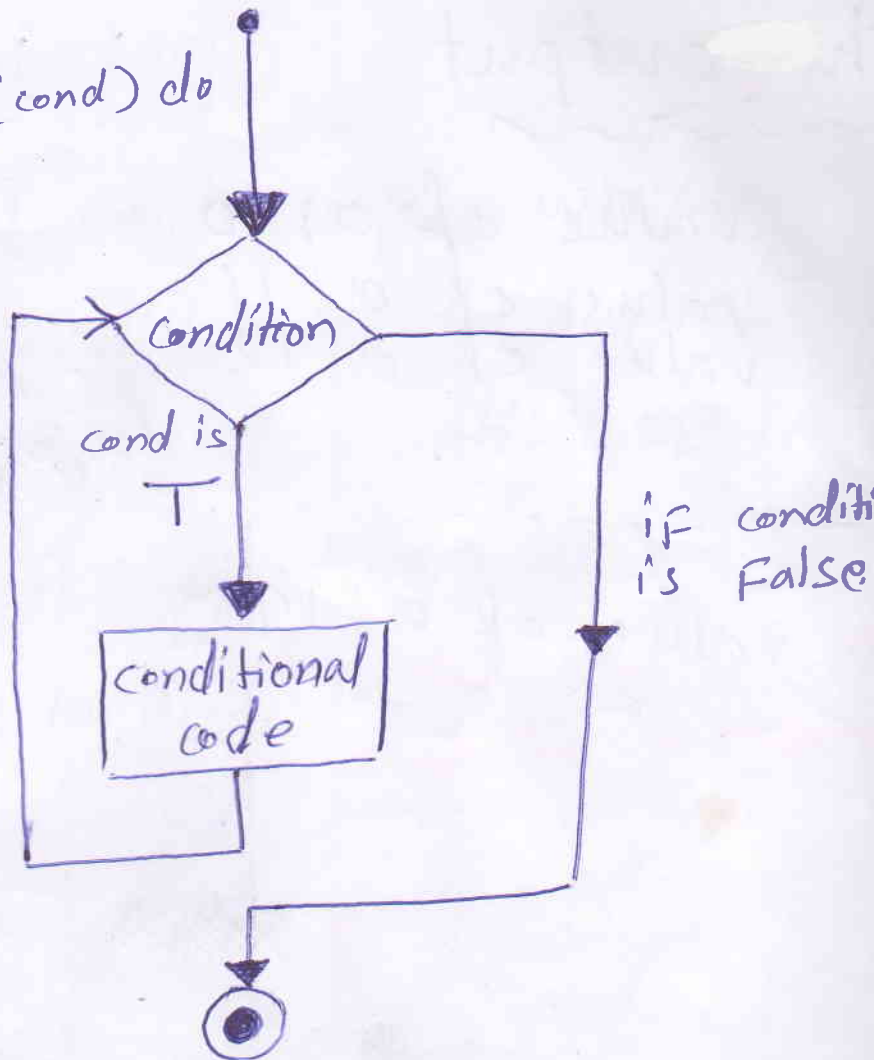 (cond) do
condition
cond is
T
if conditi
is False
conditional
code